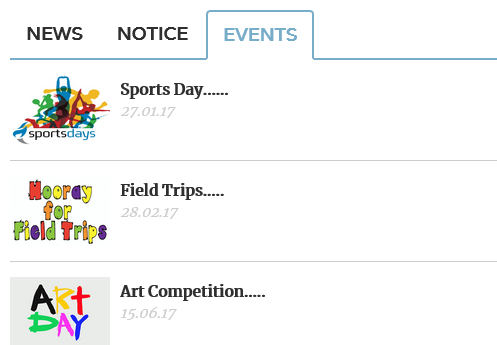 NEWS NOTICE EVENTS
sportsdays
Sports Day......
27.01.17
Hooray
for
Field Trips
Field Trips.....
28.02.17
ART
DAY
Art Competition.....
15.06.17